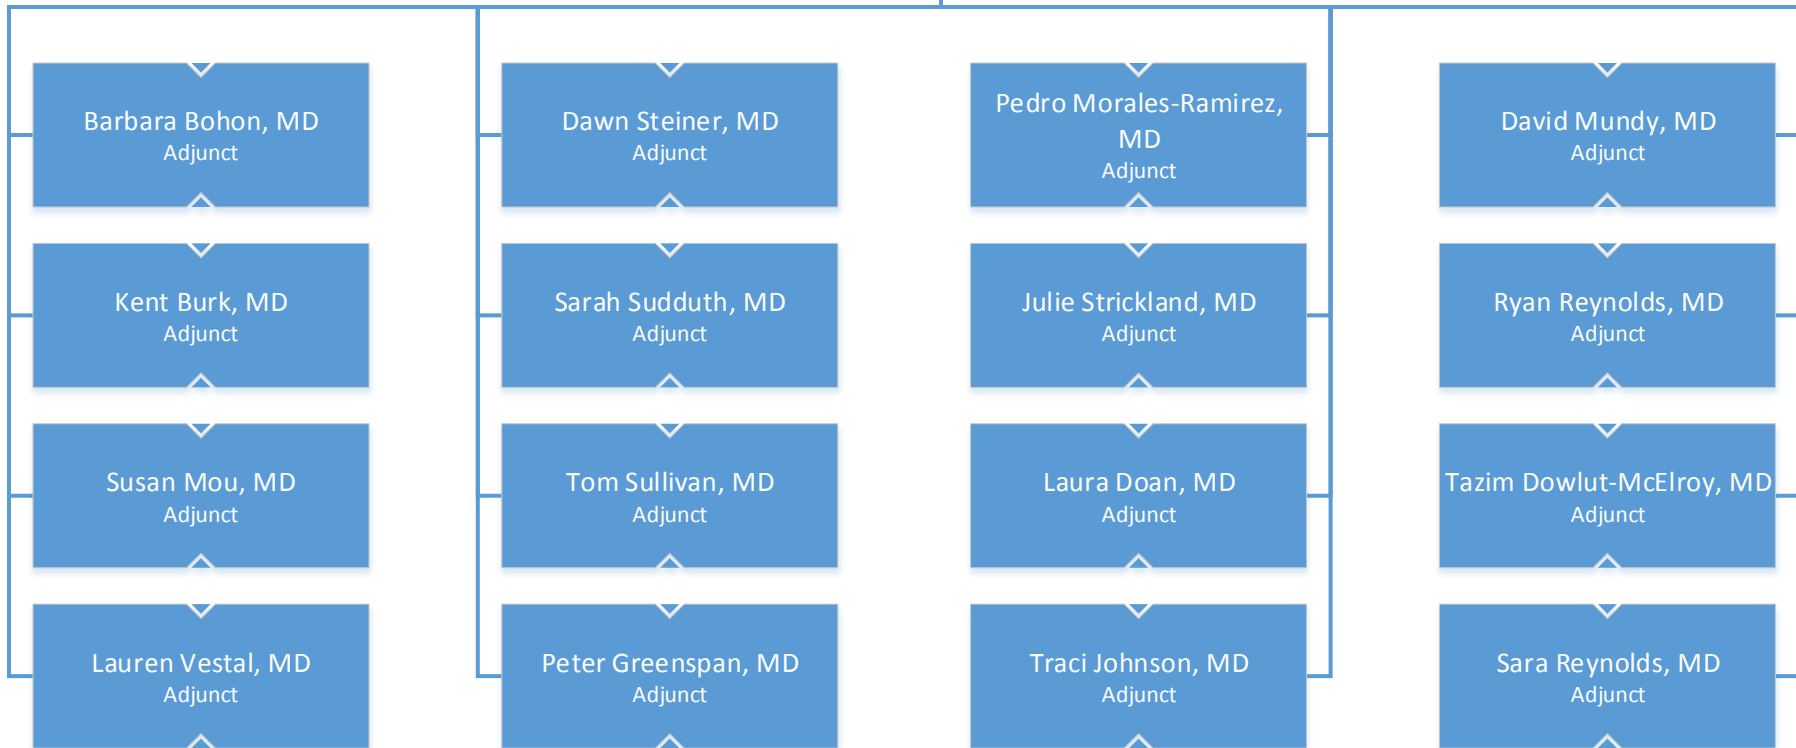 Barbara Bohon, MD
Adjunct
Dawn Steiner, MD
Adjunct
Pedro Morales-Ramirez,
MD
Adjunct
David Mundy, MD
Adjunct
Kent Burk, MD
Adjunct
Sarah Sudduth, MD
Adjunct
Julie Strickland, MD
Adjunct
Ryan Reynolds, MD
Adjunct
Susan Mou, MD
Adjunct
Tom Sullivan, MD
Adjunct
Laura Doan, MD
Adjunct
Tazim Dowlut-McElroy, MD
Adjunct
Lauren Vestal, MD
Adjunct
Peter Greenspan, MD
Adjunct
Traci Johnson, MD
Adjunct
Sara Reynolds, MD
Adjunct